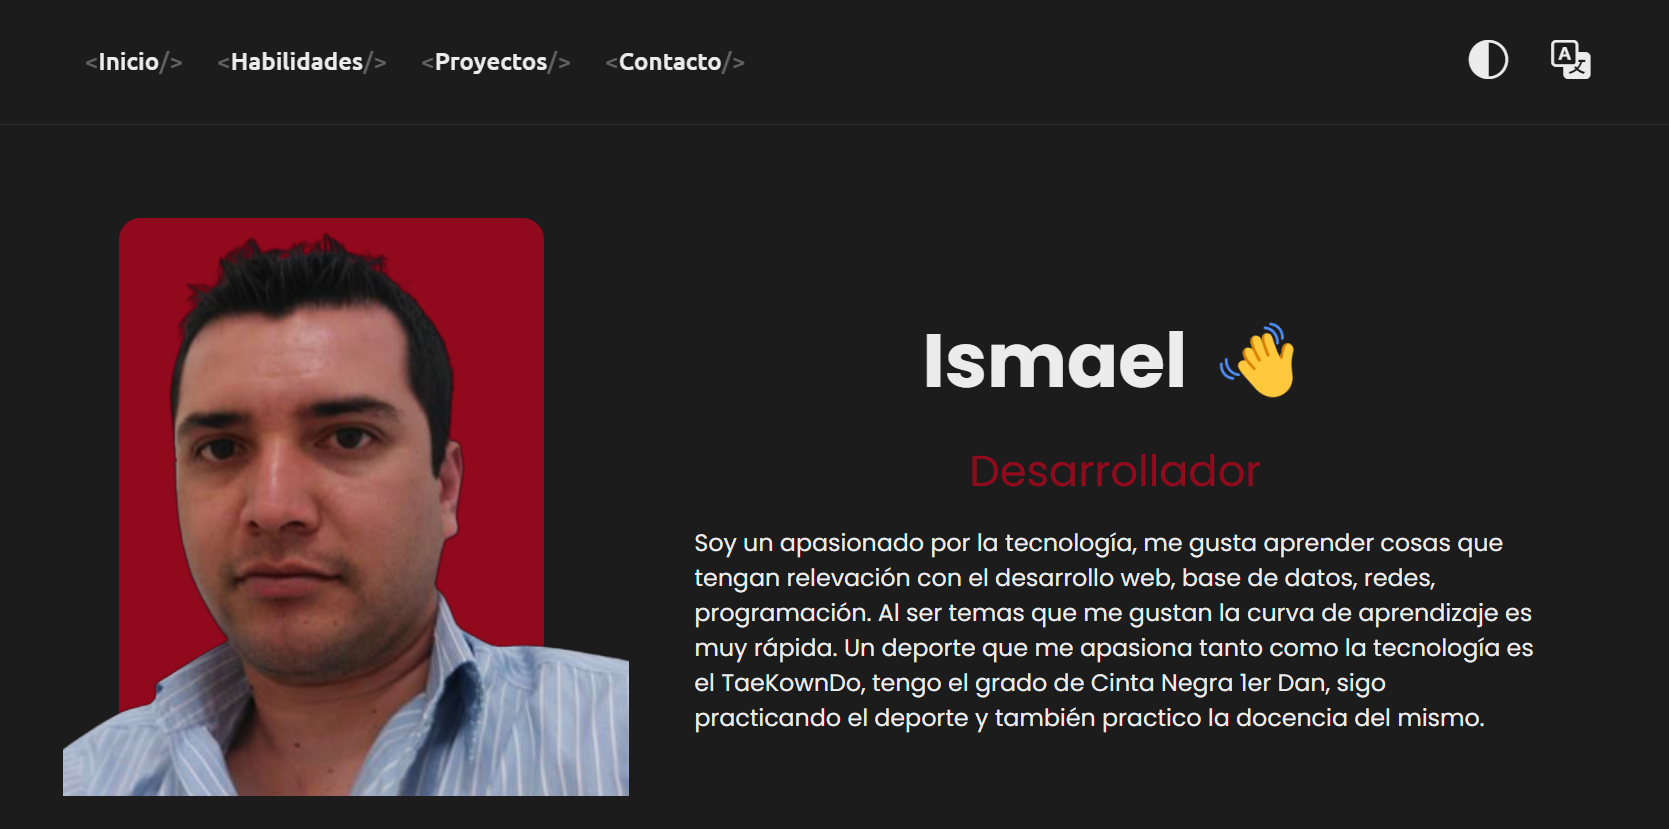 <Inicio/> <Habilidades/> <Proyectos/> <Contacto/>
A
Ismael
Desarrollador
Soy un apasionado por la tecnología, me gusta aprender cosas que
tengan relevación con el desarrollo web, base de datos, redes,
programación. Al ser temas que me gustan la curva de aprendizaje es
muy rápida. Un deporte que me apasiona tanto como la tecnología es
el TaeKownDo, tengo el grado de Cinta Negra 1er Dan, sigo
practicando el deporte y también practico la docencia del mismo.